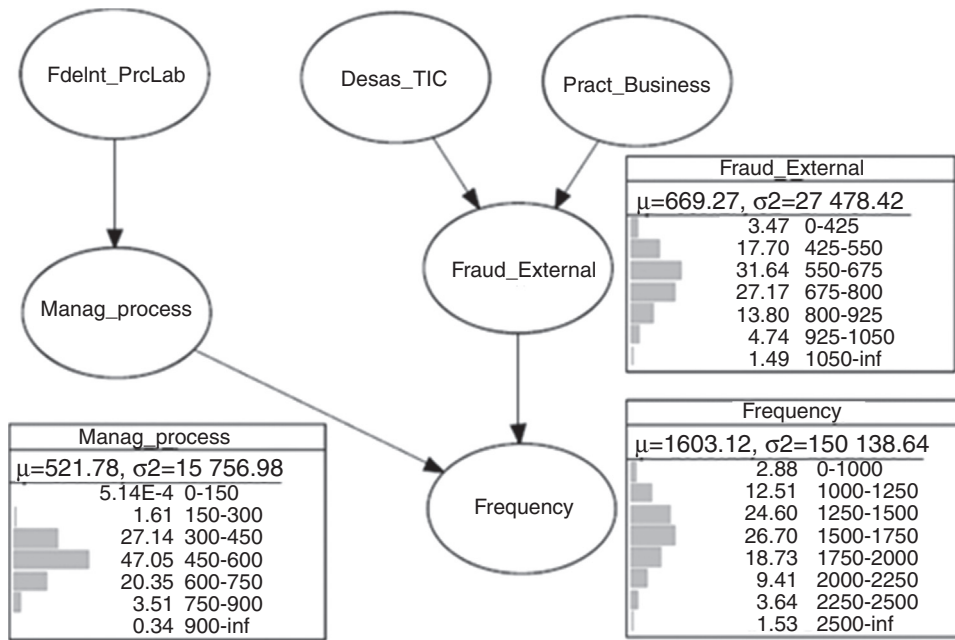 FdeInt_PrcLab
Desas_TIC
Pract_Business
Fraud_External
Manag_process
Frequency
Fraud_External
μ=669.27, σ2=27 478.42
3.47 0-425
17.70 425-550
31.64 550-675
27.17 675-800
13.80 800-925
4.74 925-1050
1.49 1050-inf
Manag_process
μ=521.78, σ2=15 756.98
5.14E-4 0-150
1.61 150-300
27.14 300-450
47.05 450-600
20.35 600-750
3.51 750-900
0.34 900-inf
Frequency
μ=1603.12, σ2=150 138.64
2.88 0-1000
12.51 1000-1250
24.60 1250-1500
26.70 1500-1750
18.73 1750-2000
9.41 2000-2250
3.64 2250-2500
1.53 2500-inf